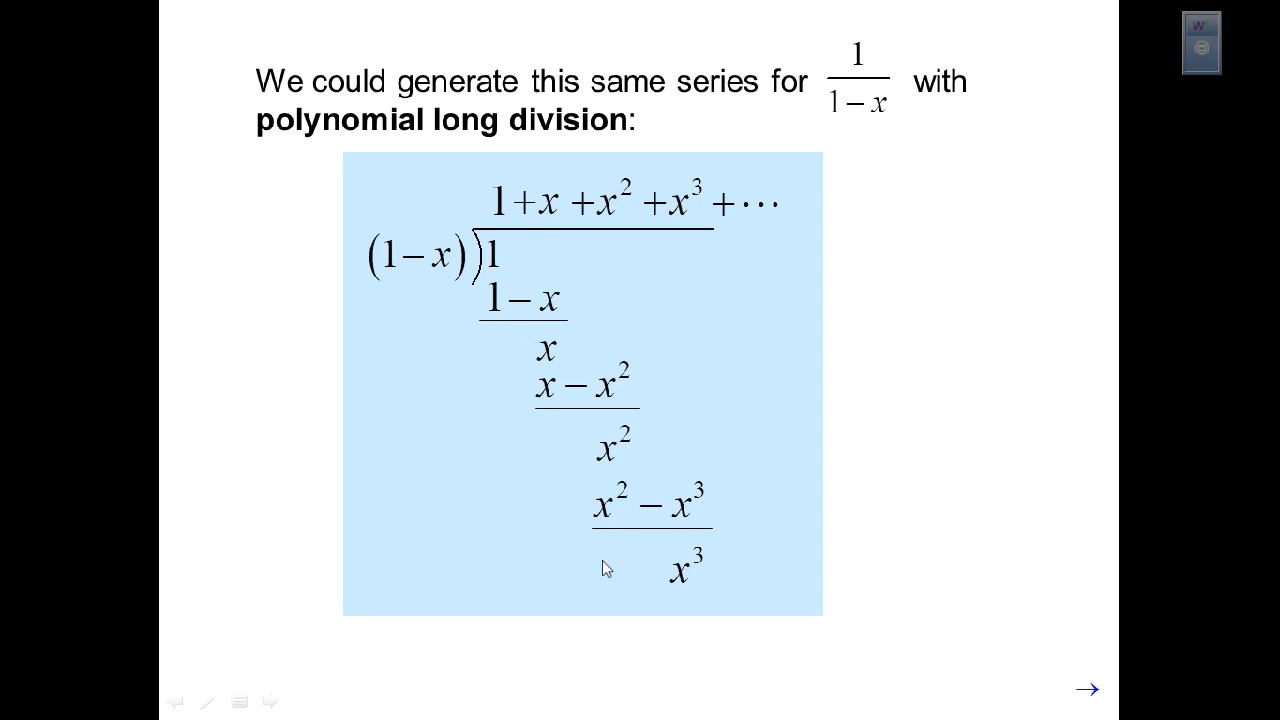 We could generate this same series for 1/(1 − x) with
polynomial long division:
1 + x + x² + x³ + ⋯
(1 − x) ) 1
1 − x
x
x − x²
x²
x² − x³
x³
→